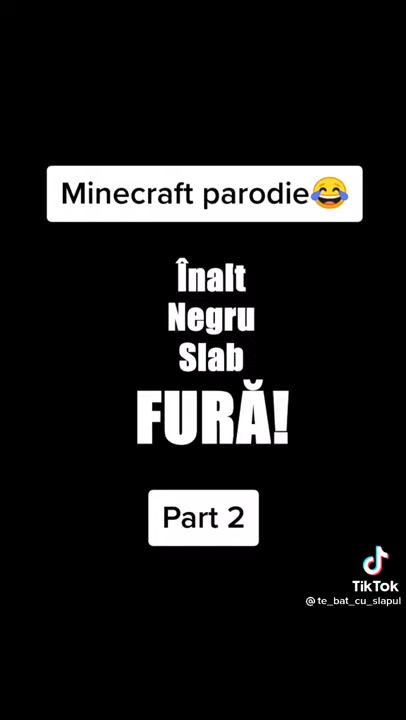 Minecraft parodie😂
Înalt
Negru
Slab
FURĂ!
Part 2
TikTok
@te_bat_cu_slapul